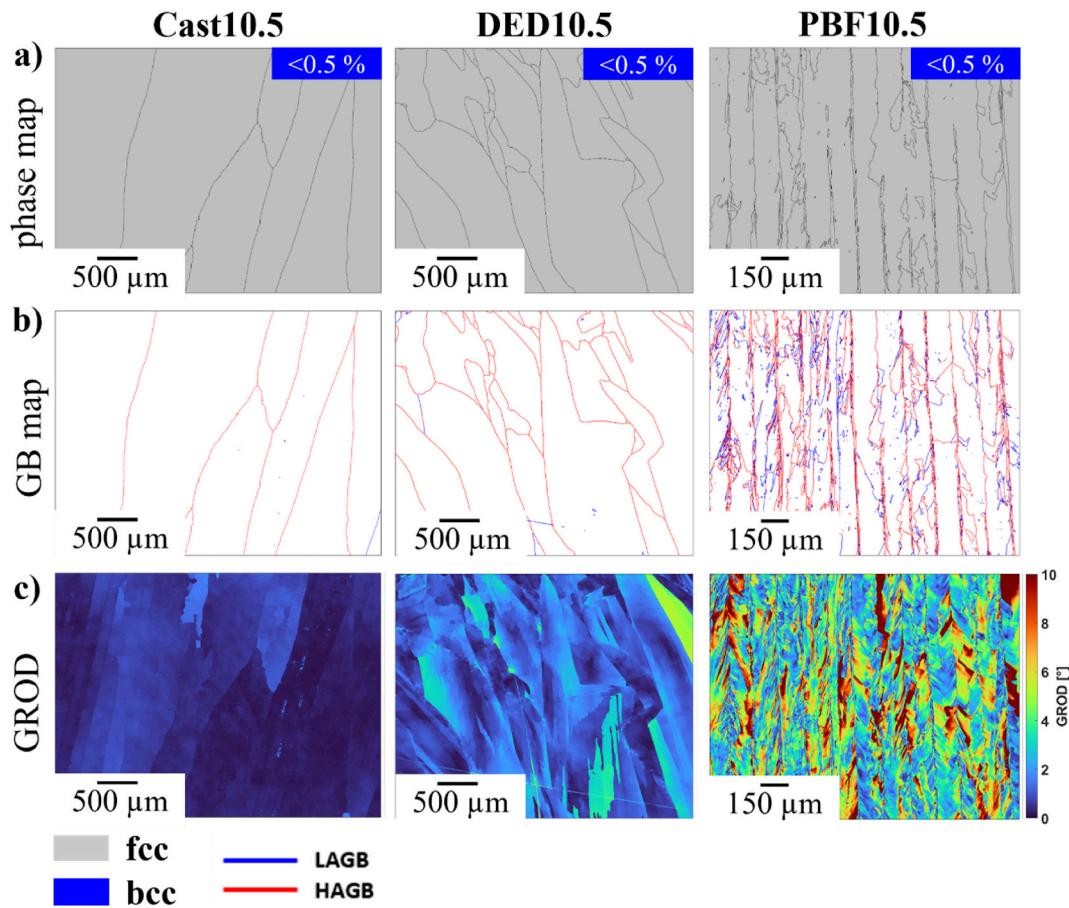 Cast10.5 DED10.5 PBF10.5
a)
phase map
<0.5 % <0.5 % <0.5 %
500 µm 500 µm 150 µm
b)
GB map
500 µm 500 µm 150 µm
c)
GROD
500 µm 500 µm 150 µm
10
8
6
4
2
0
GROD [°]
fcc LAGB
bcc HAGB